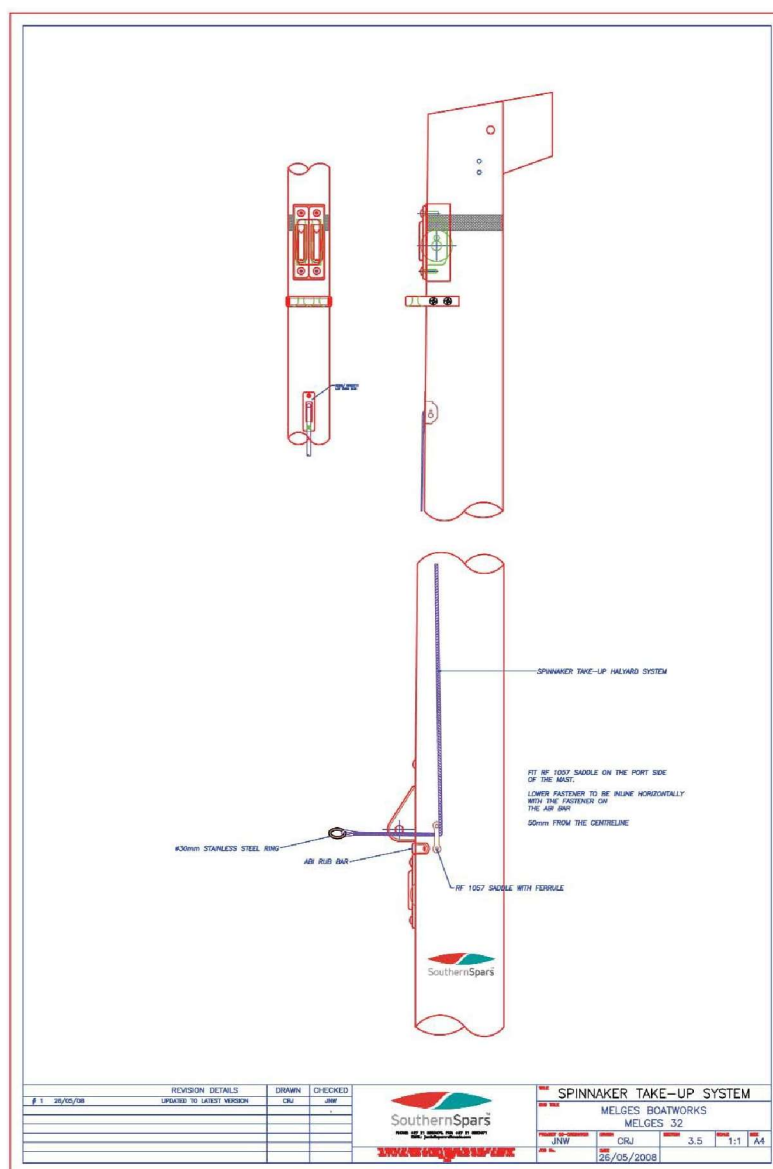 SPINNAKER TAKE-UP HALYARD SYSTEM
FIT RF 1057 SADDLE ON THE PORT SIDE
OF THE MAST.
LOWER FASTENER TO BE INLINE HORIZONTALLY
WITH THE FASTENER ON
THE ABI BAR
50mm FROM THE CENTRELINE
ø30mm STAINLESS STEEL RING
ABI RUB BAR
RF 1057 SADDLE WITH FERRULE
SouthernSpars
REVISION DETAILS DRAWN CHECKED
# 1 26/05/08 UPDATED TO LATEST VERSION CRJ JNW
SouthernSpars
TITLE SPINNAKER TAKE-UP SYSTEM
MELGES BOATWORKS
MELGES 32
JNW CRJ 3.5 1:1 A4
26/05/2008